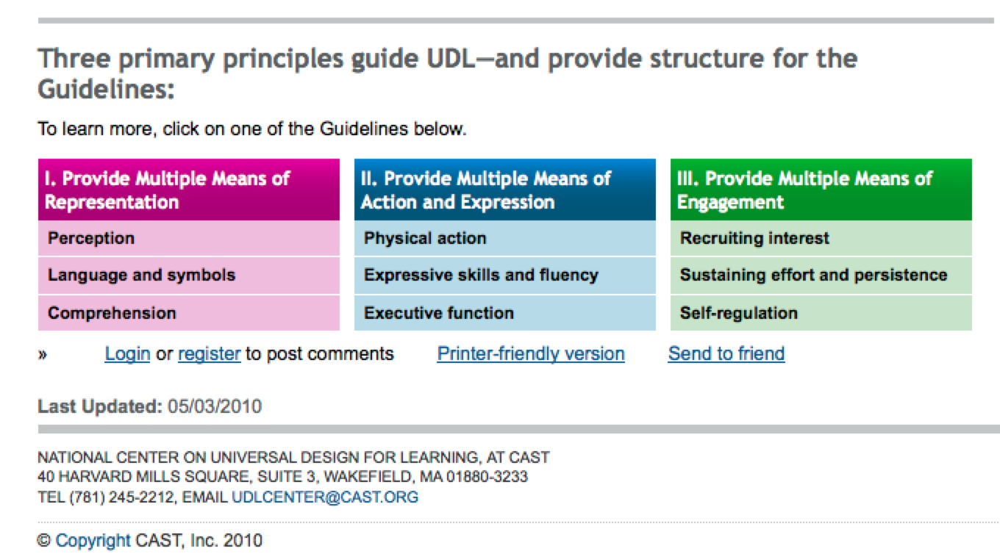 Three primary principles guide UDL—and provide structure for the
Guidelines:
To learn more, click on one of the Guidelines below.
I. Provide Multiple Means of
Representation
Perception
Language and symbols
Comprehension
II. Provide Multiple Means of
Action and Expression
Physical action
Expressive skills and fluency
Executive function
III. Provide Multiple Means of
Engagement
Recruiting interest
Sustaining effort and persistence
Self-regulation
» Login or register to post comments Printer-friendly version Send to friend
Last Updated: 05/03/2010
NATIONAL CENTER ON UNIVERSAL DESIGN FOR LEARNING, AT CAST
40 HARVARD MILLS SQUARE, SUITE 3, WAKEFIELD, MA 01880-3233
TEL (781) 245-2212, EMAIL UDLCENTER@CAST.ORG
© Copyright CAST, Inc. 2010